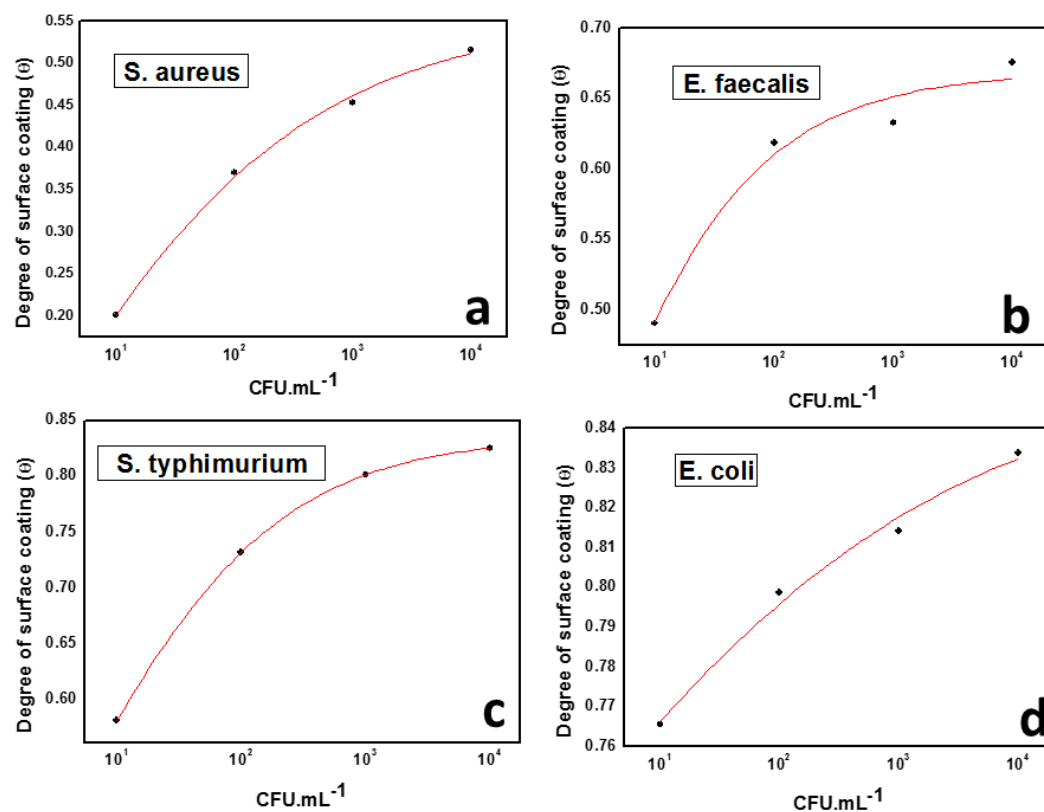 0.55
0.50
0.45
0.40
0.35
0.30
0.25
0.20
Degree of surface coating (θ)
S. aureus
a
10¹ 10² 10³ 10⁴
CFU.mL⁻¹
0.70
0.65
0.60
0.55
0.50
Degree of surface coating (θ)
E. faecalis
b
10¹ 10² 10³ 10⁴
CFU.mL⁻¹
0.85
0.80
0.75
0.70
0.65
0.60
Degree of surface coating (θ)
S. typhimurium
c
10¹ 10² 10³ 10⁴
CFU.mL⁻¹
0.84
0.83
0.82
0.81
0.80
0.79
0.78
0.77
0.76
Degree of surface coating (θ)
E. coli
d
10¹ 10² 10³ 10⁴
CFU.mL⁻¹